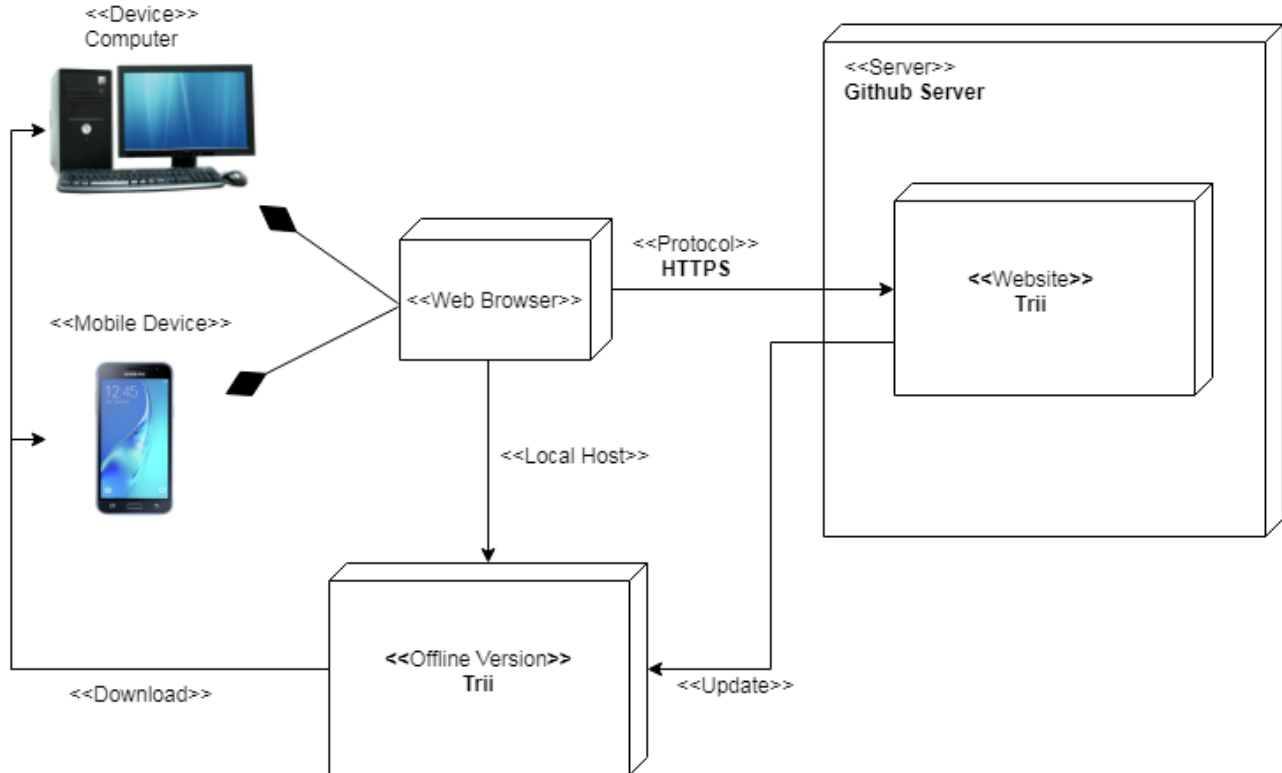 <<Device>>
Computer
<<Server>>
Github Server
<<Protocol>>
HTTPS
<<Web Browser>>
<<Website>>
Trii
<<Mobile Device>>
SAMSUNG
12:45
<<Local Host>>
<<Offline Version>>
Trii
<<Download>>
<<Update>>